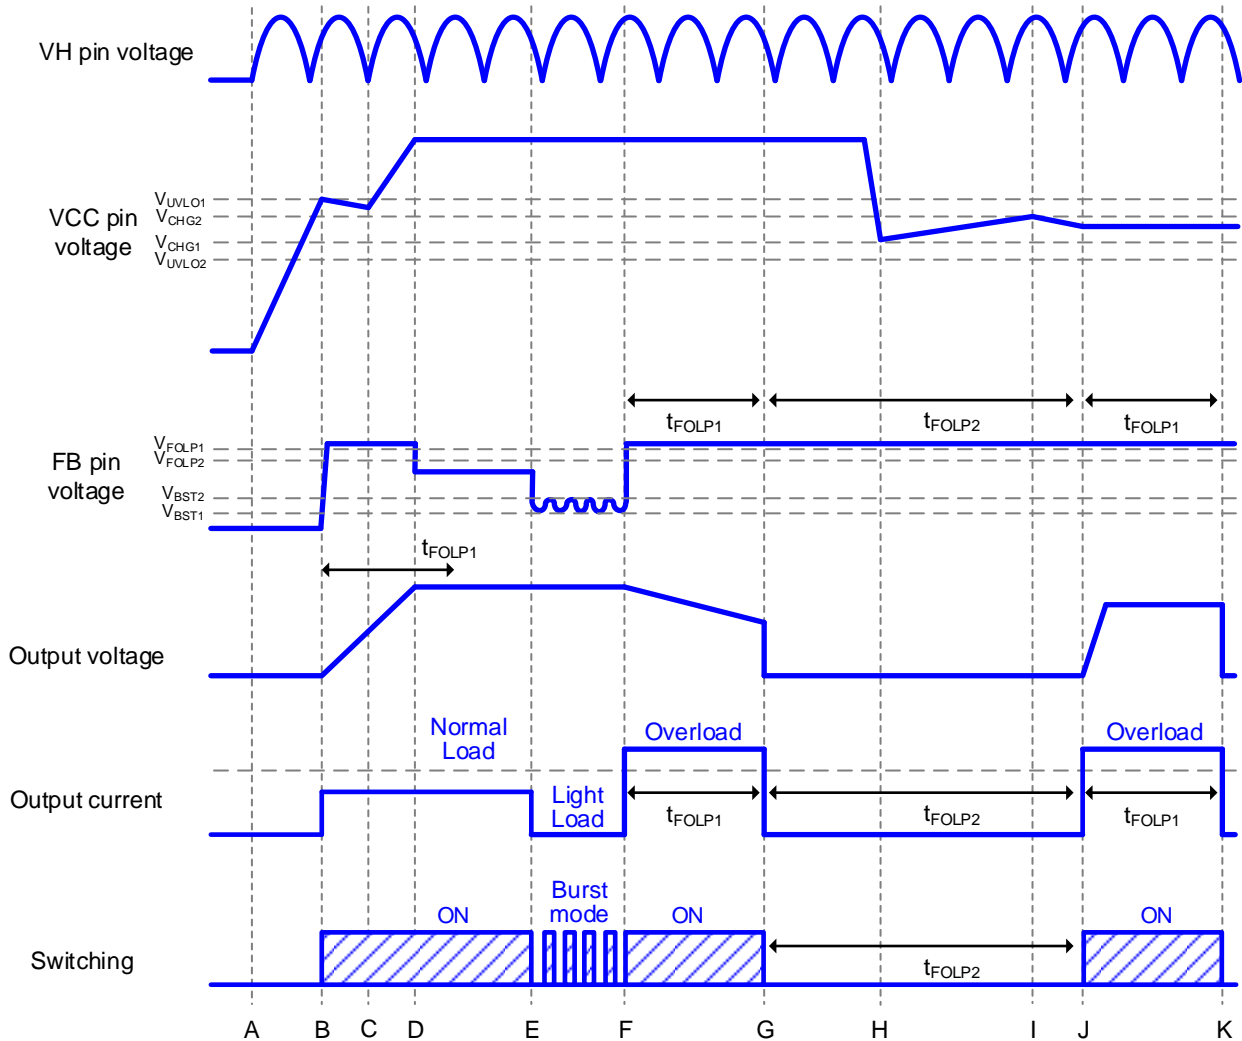 VH pin voltage
VCC pin
voltage
VUVLO1
VCHG2
VCHG1
VUVLO2
tFOLP1
tFOLP2
tFOLP1
FB pin
voltage
VFOLP1
VFOLP2
VBST2
VBST1
tFOLP1
Output voltage
Normal
Load
Overload
Overload
Output current
Light
Load
tFOLP1
tFOLP2
tFOLP1
Switching
ON
Burst
mode
ON
ON
tFOLP2
A B C D E F G H I J K